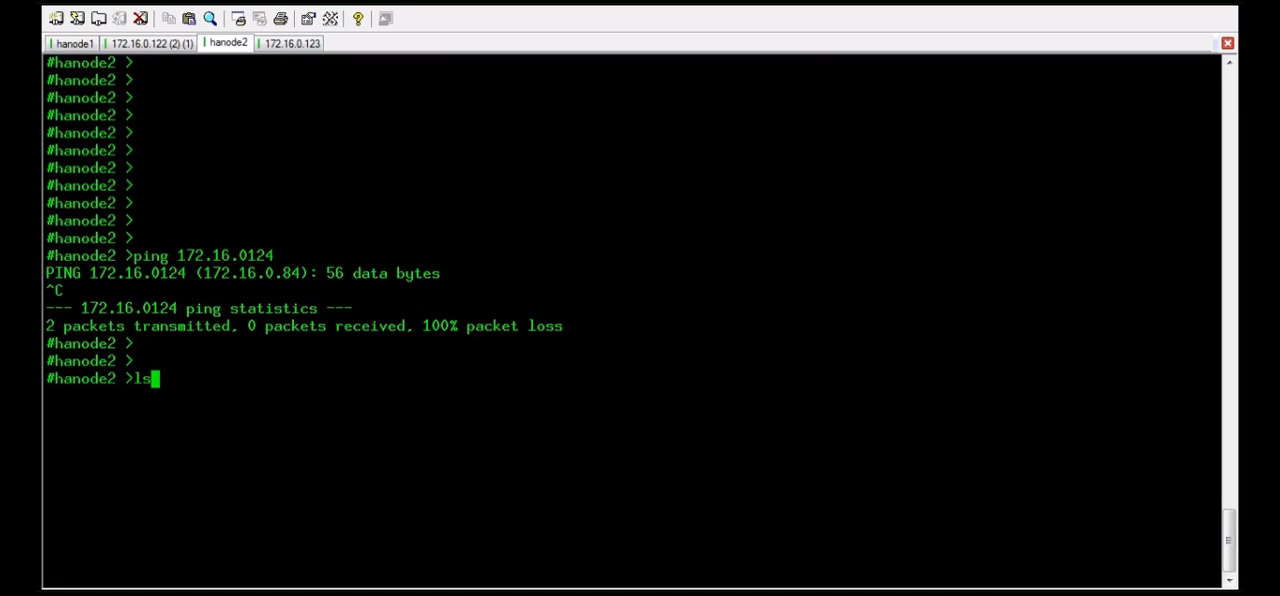 hanode1 172.16.0.122 (2) (1) hanode2 172.16.0.123
#hanode2 >
#hanode2 >
#hanode2 >
#hanode2 >
#hanode2 >
#hanode2 >
#hanode2 >
#hanode2 >
#hanode2 >
#hanode2 >
#hanode2 >
#hanode2 >ping 172.16.0124
PING 172.16.0124 (172.16.0.84): 56 data bytes
^C
--- 172.16.0124 ping statistics ---
2 packets transmitted, 0 packets received, 100% packet loss
#hanode2 >
#hanode2 >
#hanode2 >ls